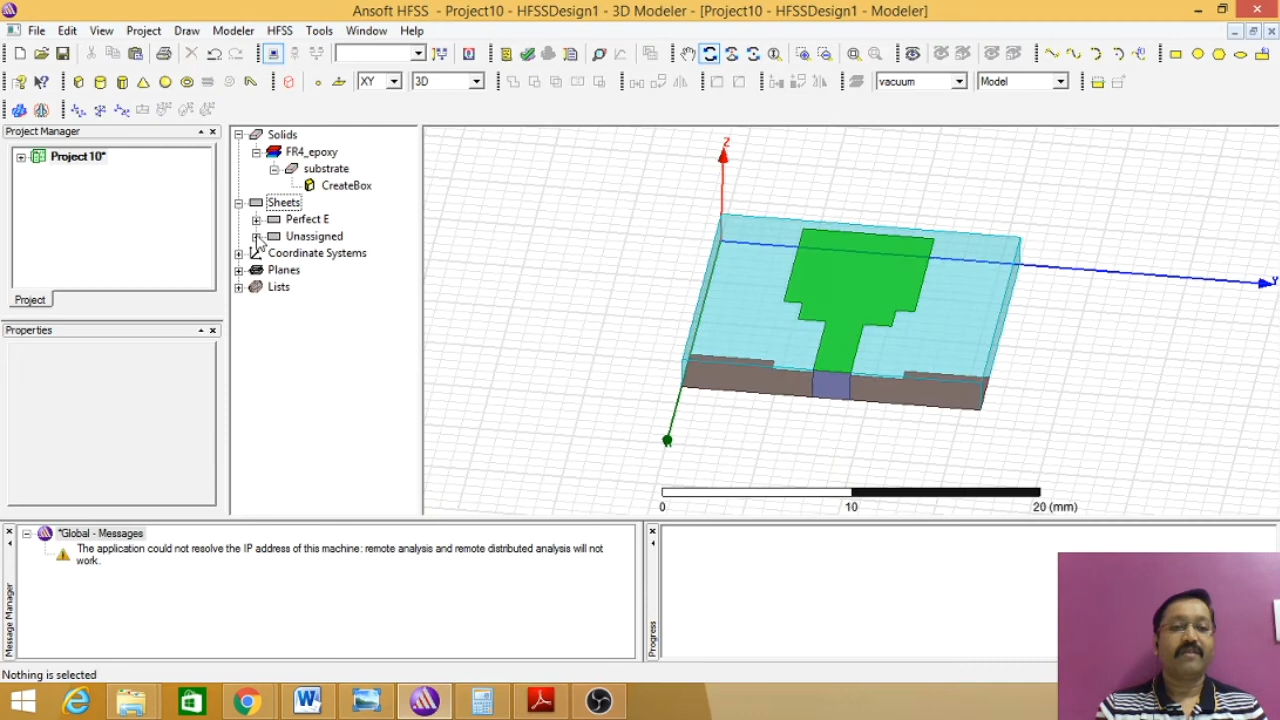 Ansoft HFSS - Project10 - HFSSDesign1 - 3D Modeler - [Project10 - HFSSDesign1 - Modeler]
File Edit View Project Draw Modeler HFSS Tools Window Help
XY 3D vacuum Model
Project Manager
Project10*
Project
Properties
Solids
FR4_epoxy
substrate
CreateBox
Sheets
Perfect E
Unassigned
Coordinate Systems
Planes
Lists
Z
Y
0 10 20 (mm)
*Global - Messages
The application could not resolve the IP address of this machine: remote analysis and remote distributed analysis will not
work.
Message Manager
Progress
Nothing is selected